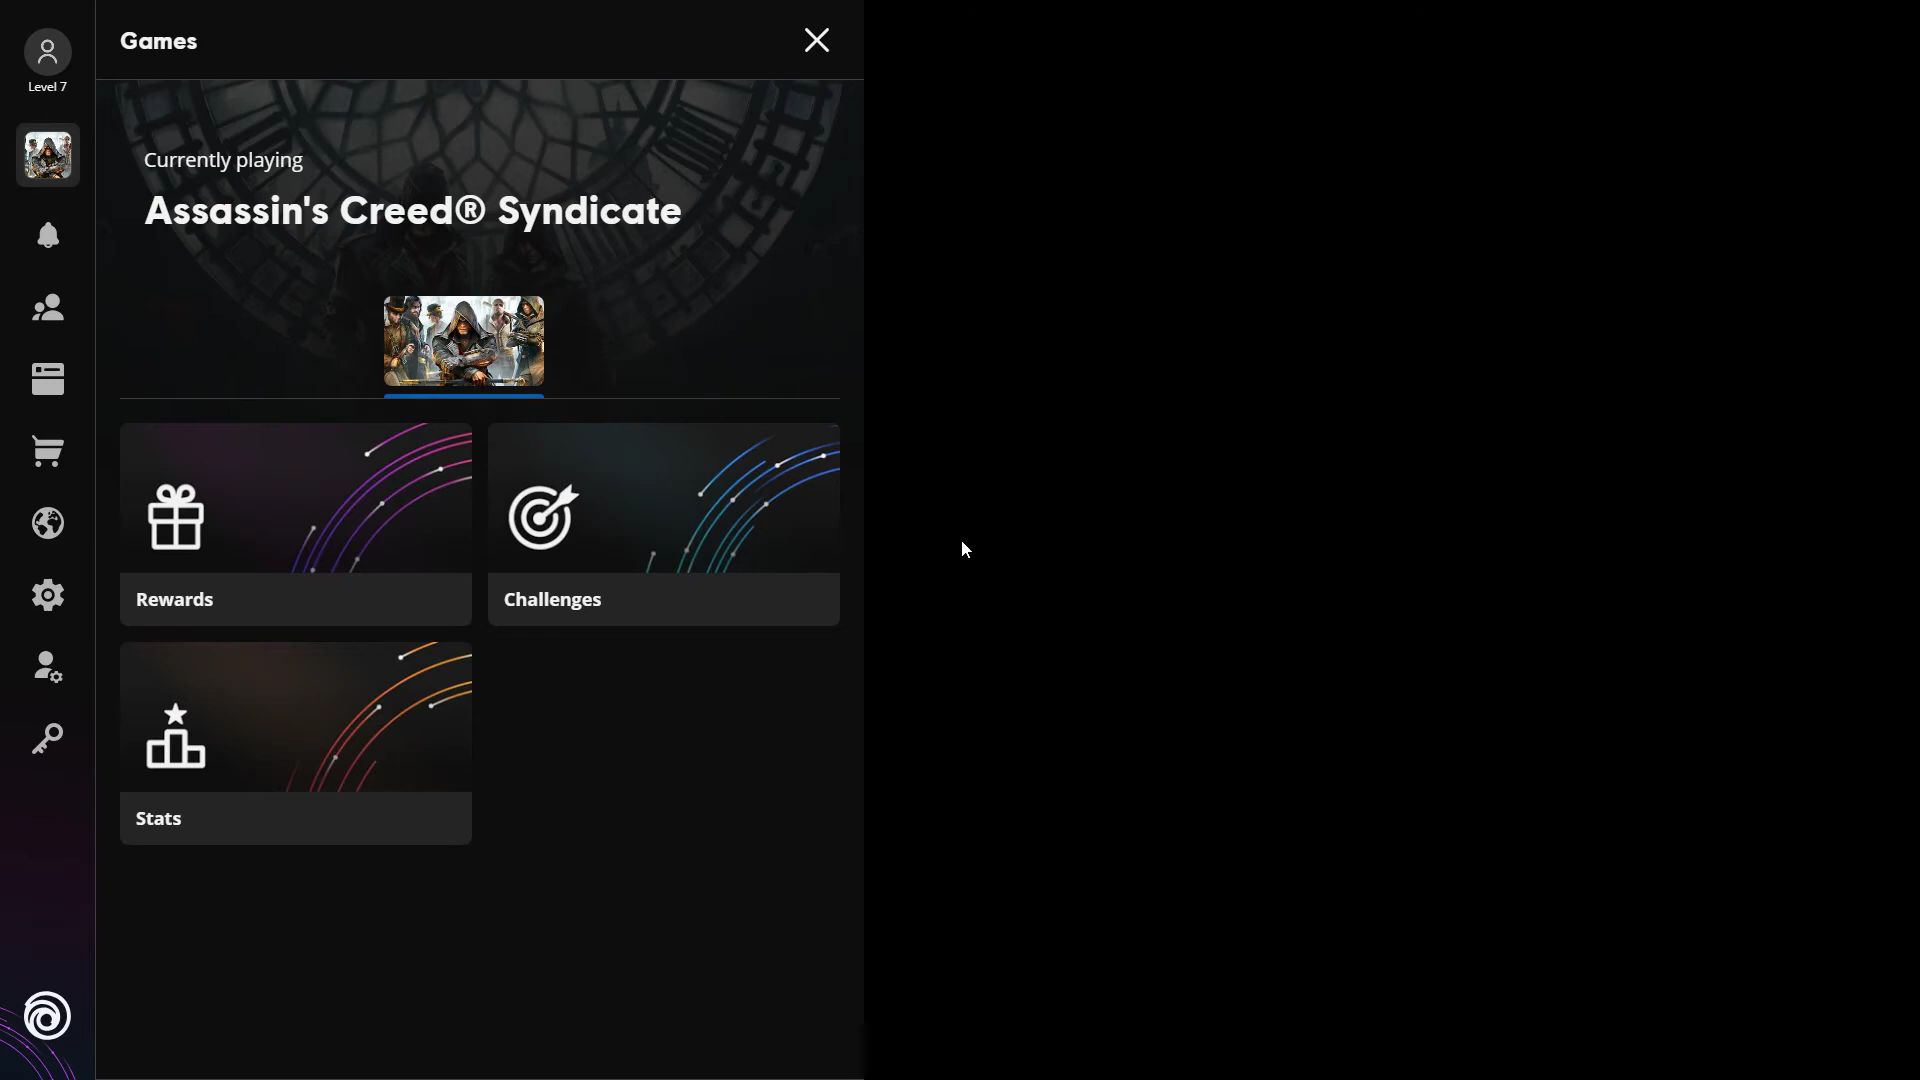 Games
Level 7
Currently playing
Assassin's Creed® Syndicate
Rewards
Challenges
Stats